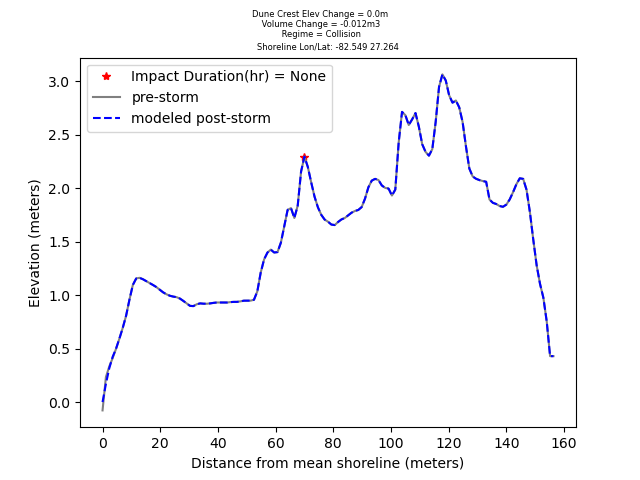 Dune Crest Elev Change = 0.0m
Volume Change = -0.012m3
Regime = Collision
Shoreline Lon/Lat: -82.549 27.264
Impact Duration(hr) = None
pre-storm
modeled post-storm
Elevation (meters)
3.0
2.5
2.0
1.5
1.0
0.5
0.0
0 20 40 60 80 100 120 140 160
Distance from mean shoreline (meters)